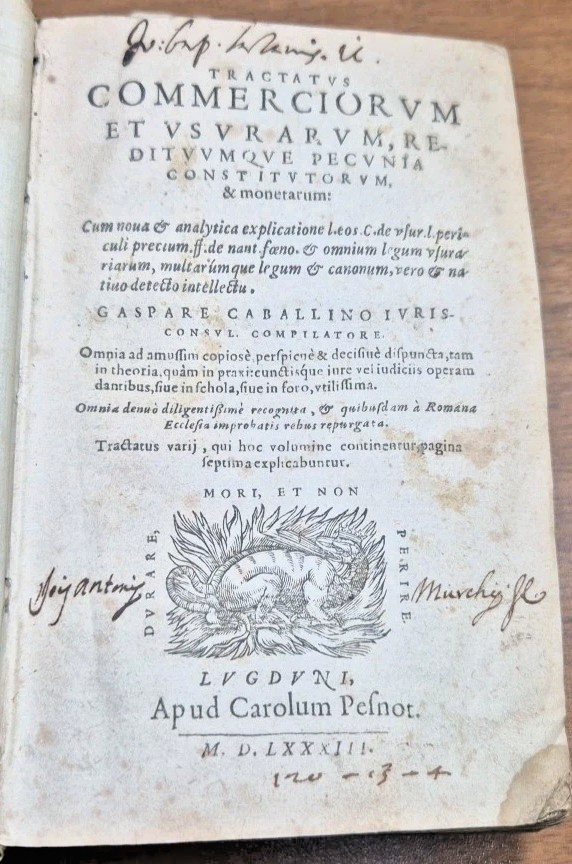 TRACTATVS
COMMERCIORVM
ET VSVRARVM, RE-
DITVVMQVE PECVNIA
CONSTITVTORVM,
& monetarum:
Cum noua & analytica explicatione l.eos.C.de vsur.l.peri-
culi precium.ff.de naut.fœno. & omnium legum vsura-
riarum, multarúmque legum & canonum, vero & na-
tiuo detecto intellectu.
GASPARE CABALLINO IVRIS-
CONSVL. COMPILATORE.
Omnia ad amussim copiosè, perspicuè & decisiuè dispuncta, tam
in theoria, quàm in praxi: cunctisque iure vel iudiciis operam
dantibus, siue in schola, siue in foro, vtilissima.
Omnia denuò diligentissimè recognita, & quibusdam à Romana
Ecclesia improbatis rebus repurgata.
Tractatus varij, qui hoc volumine continentur, pagina
septima explicabuntur.
MORI, ET NON
DVRARE,
PERIRE.
LVGDVNI,
Apud Carolum Pesnot.
M. D. LXXXIII.